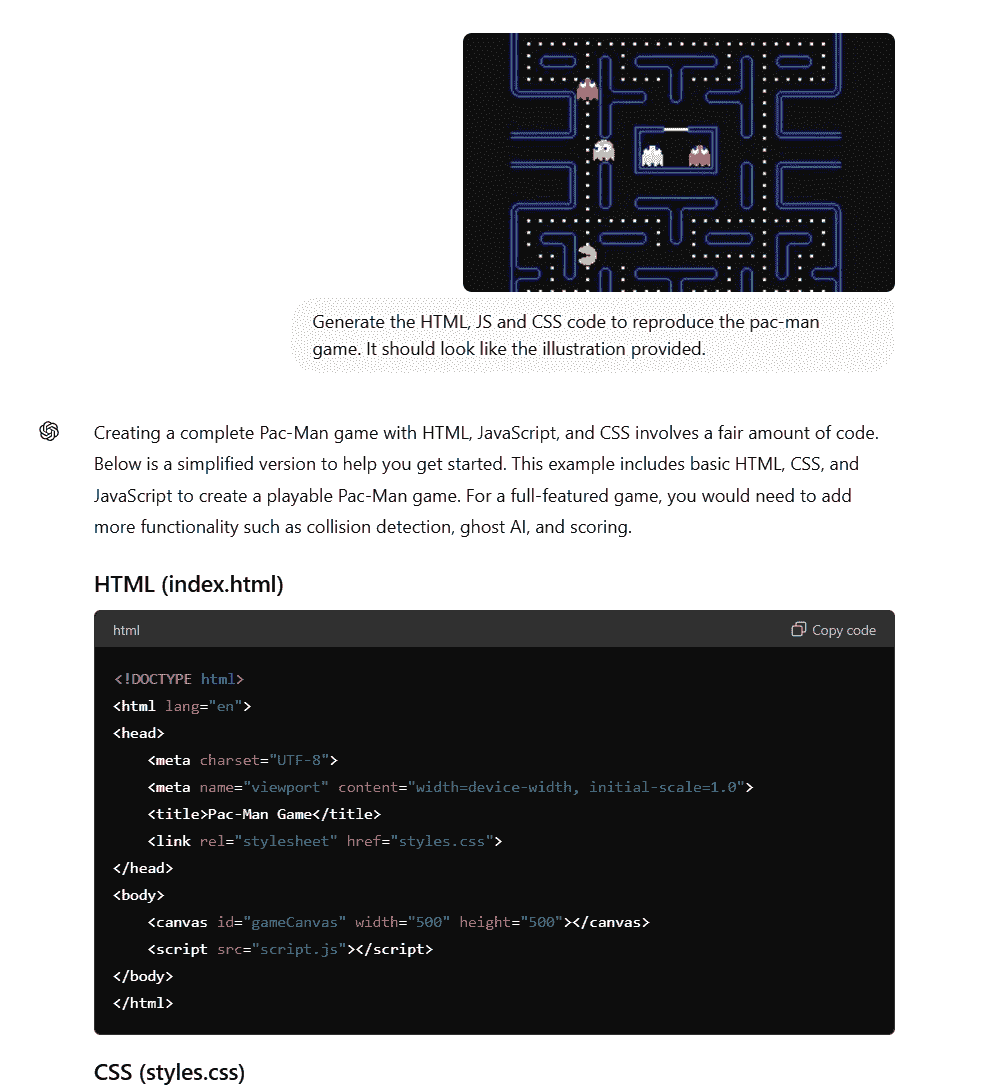 Generate the HTML, JS and CSS code to reproduce the pac-man
game. It should look like the illustration provided.
Creating a complete Pac-Man game with HTML, JavaScript, and CSS involves a fair amount of code.
Below is a simplified version to help you get started. This example includes basic HTML, CSS, and
JavaScript to create a playable Pac-Man game. For a full-featured game, you would need to add
more functionality such as collision detection, ghost AI, and scoring.
HTML (index.html)
html Copy code
<!DOCTYPE html>
<html lang="en">
<head>
    <meta charset="UTF-8">
    <meta name="viewport" content="width=device-width, initial-scale=1.0">
    <title>Pac-Man Game</title>
    <link rel="stylesheet" href="styles.css">
</head>
<body>
    <canvas id="gameCanvas" width="500" height="500"></canvas>
    <script src="script.js"></script>
</body>
</html>
CSS (styles.css)